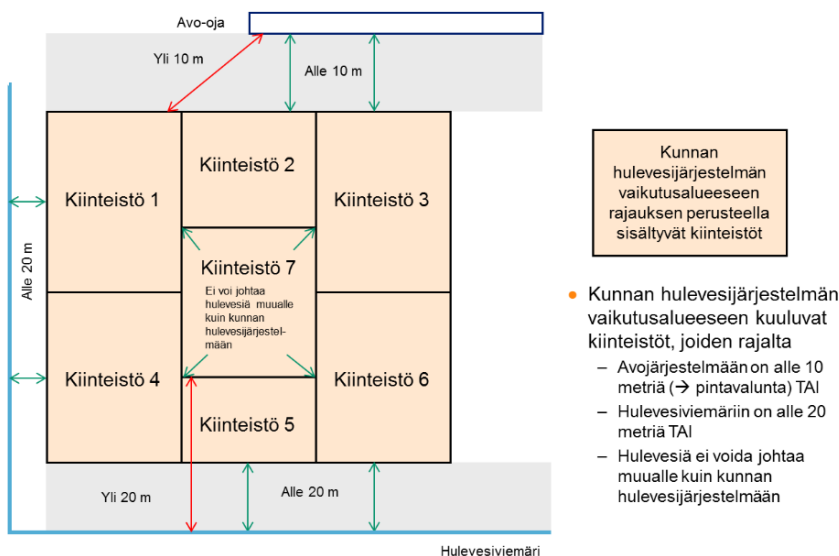 Avo-oja
Yli 10 m
Alle 10 m
Kiinteistö 1
Kiinteistö 2
Kiinteistö 3
Alle 20 m
Kiinteistö 7
Ei voi johtaa
hulevesiä muualle
kuin kunnan
hulevesijärjestel-
mään
Kiinteistö 4
Kiinteistö 5
Kiinteistö 6
Yli 20 m
Alle 20 m
Hulevesiviemäri
Kunnan
hulevesijärjestelmän
vaikutusalueeseen
rajauksen perusteella
sisältyvät kiinteistöt
• Kunnan hulevesijärjestelmän
vaikutusalueeseen kuuluvat
kiinteistöt, joiden rajalta
– Avojärjestelmään on alle 10
metriä (→ pintavalunta) TAI
– Hulevesiviemäriin on alle 20
metriä TAI
– Hulevesiä ei voida johtaa
muualle kuin kunnan
hulevesijärjestelmään